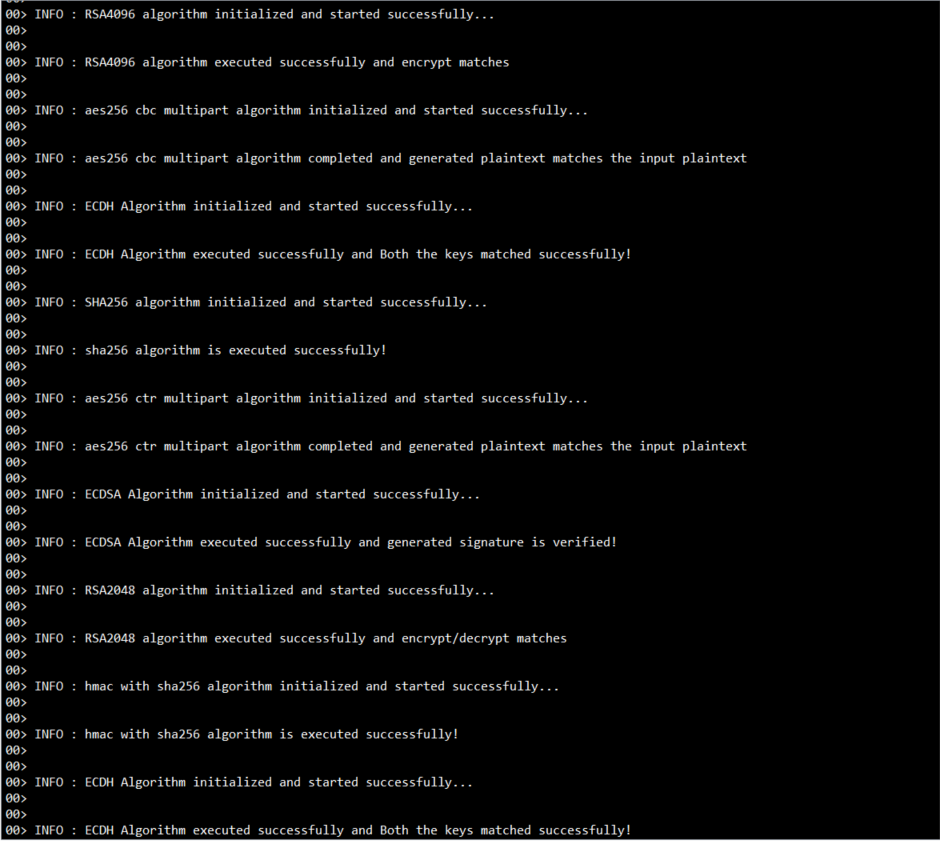 00> INFO : RSA4096 algorithm initialized and started successfully...
00>
00>
00> INFO : RSA4096 algorithm executed successfully and encrypt matches
00>
00>
00> INFO : aes256 cbc multipart algorithm initialized and started successfully...
00>
00>
00> INFO : aes256 cbc multipart algorithm completed and generated plaintext matches the input plaintext
00>
00>
00> INFO : ECDH Algorithm initialized and started successfully...
00>
00>
00> INFO : ECDH Algorithm executed successfully and Both the keys matched successfully!
00>
00>
00> INFO : SHA256 algorithm initialized and started successfully...
00>
00>
00> INFO : sha256 algorithm is executed successfully!
00>
00>
00> INFO : aes256 ctr multipart algorithm initialized and started successfully...
00>
00>
00> INFO : aes256 ctr multipart algorithm completed and generated plaintext matches the input plaintext
00>
00>
00> INFO : ECDSA Algorithm initialized and started successfully...
00>
00>
00> INFO : ECDSA Algorithm executed successfully and generated signature is verified!
00>
00>
00> INFO : RSA2048 algorithm initialized and started successfully...
00>
00>
00> INFO : RSA2048 algorithm executed successfully and encrypt/decrypt matches
00>
00>
00> INFO : hmac with sha256 algorithm initialized and started successfully...
00>
00>
00> INFO : hmac with sha256 algorithm is executed successfully!
00>
00>
00> INFO : ECDH Algorithm initialized and started successfully...
00>
00>
00> INFO : ECDH Algorithm executed successfully and Both the keys matched successfully!